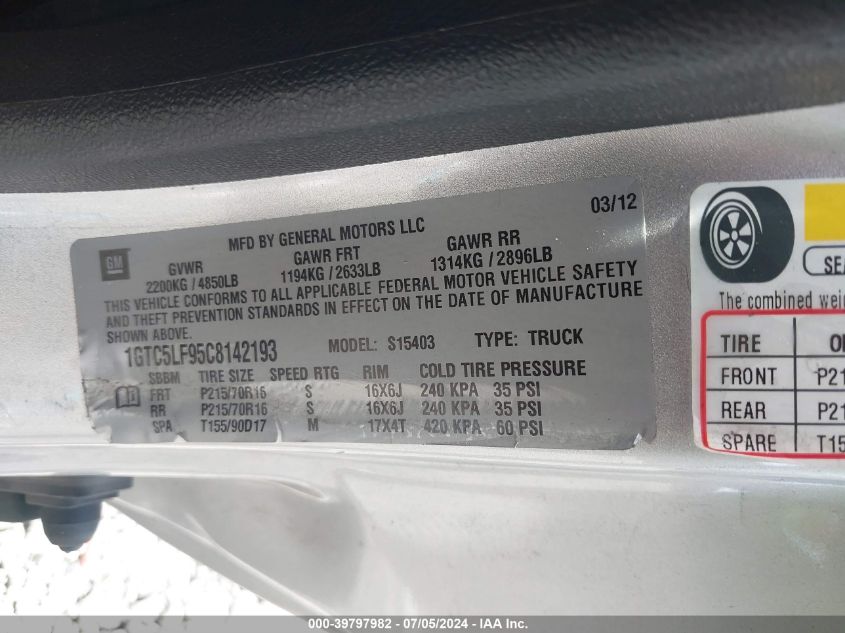 03/12
GM
MFD BY GENERAL MOTORS LLC
GVWR GAWR FRT GAWR RR
2200KG / 4850LB 1194KG / 2633LB 1314KG / 2896LB
THIS VEHICLE CONFORMS TO ALL APPLICABLE FEDERAL MOTOR VEHICLE SAFETY
AND THEFT PREVENTION STANDARDS IN EFFECT ON THE DATE OF MANUFACTURE
SHOWN ABOVE.
1GTC5LF95C8142193 MODEL: S15403 TYPE: TRUCK
SBBM TIRE SIZE SPEED RTG RIM COLD TIRE PRESSURE
FRT P215/70R16 S 16X6J 240 KPA 35 PSI
RR P215/70R16 S 16X6J 240 KPA 35 PSI
SPA T155/90D17 M 17X4T 420 KPA 60 PSI
The combined
TIRE
FRONT P21
REAR P21
SPARE T15
000-39797982 / 07/05/2024 - IAA Inc.